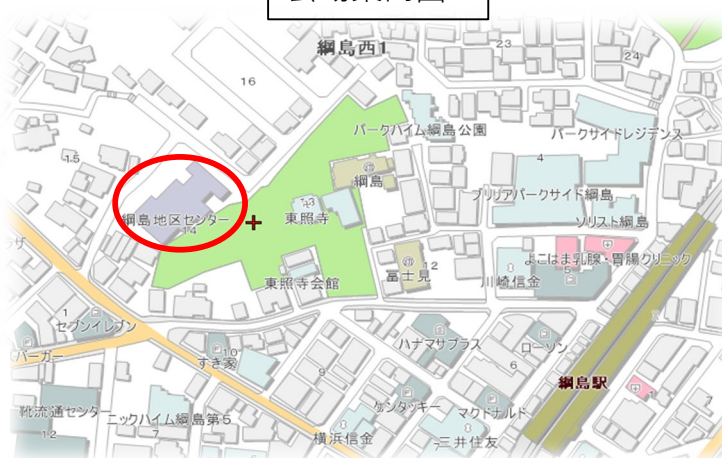 綱島西1
23
24
16
パークハイム綱島公園
パークサイドレジデンス
15
4
綱島
ブリリアパークサイド綱島
13
綱島地区センター
東照寺
ソリスト綱島
14
よこはま乳腺・胃腸クリニック
東照寺会館
富士見
12
川崎信金
5
1
セブンイレブン
ハナマサプラス
ローソン
バーガー
10
すき家
9
6
綱島駅
靴流通センター
ニックハイム綱島第5
ケンタッキー
マクドナルド
7
12
7
横浜信金
三井住友